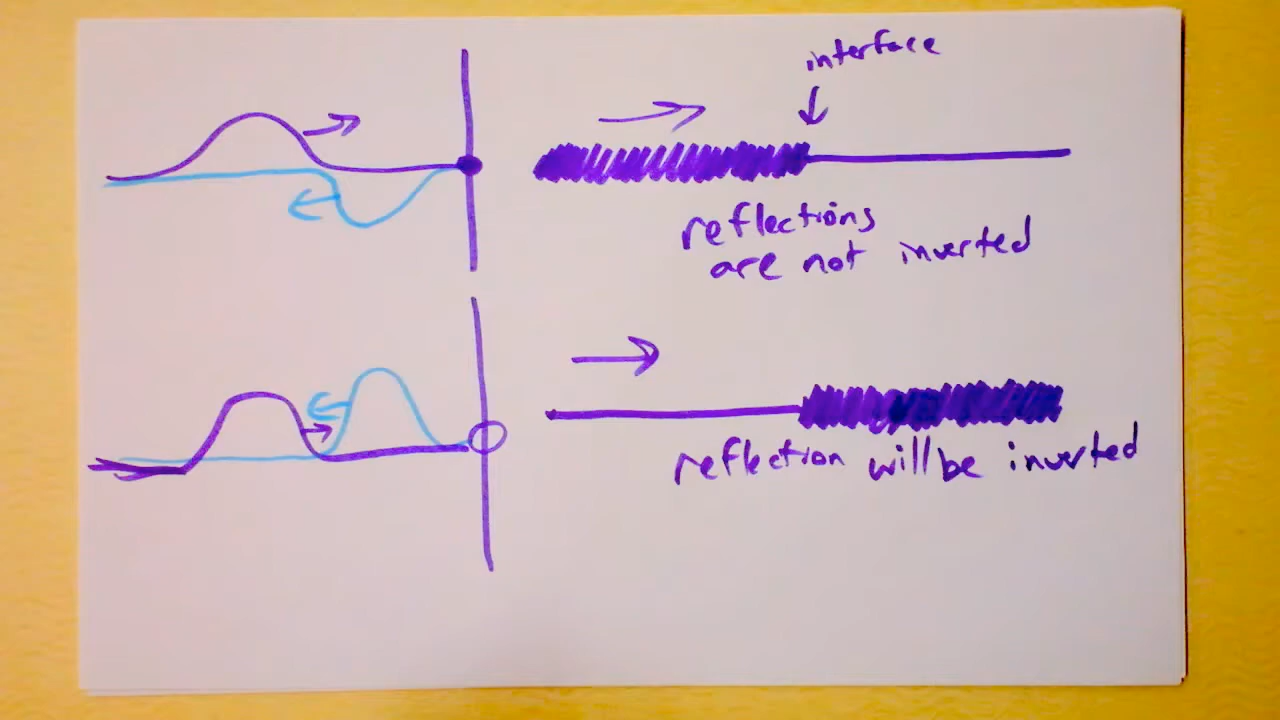 interface
reflections
are not inverted
reflection will be inverted